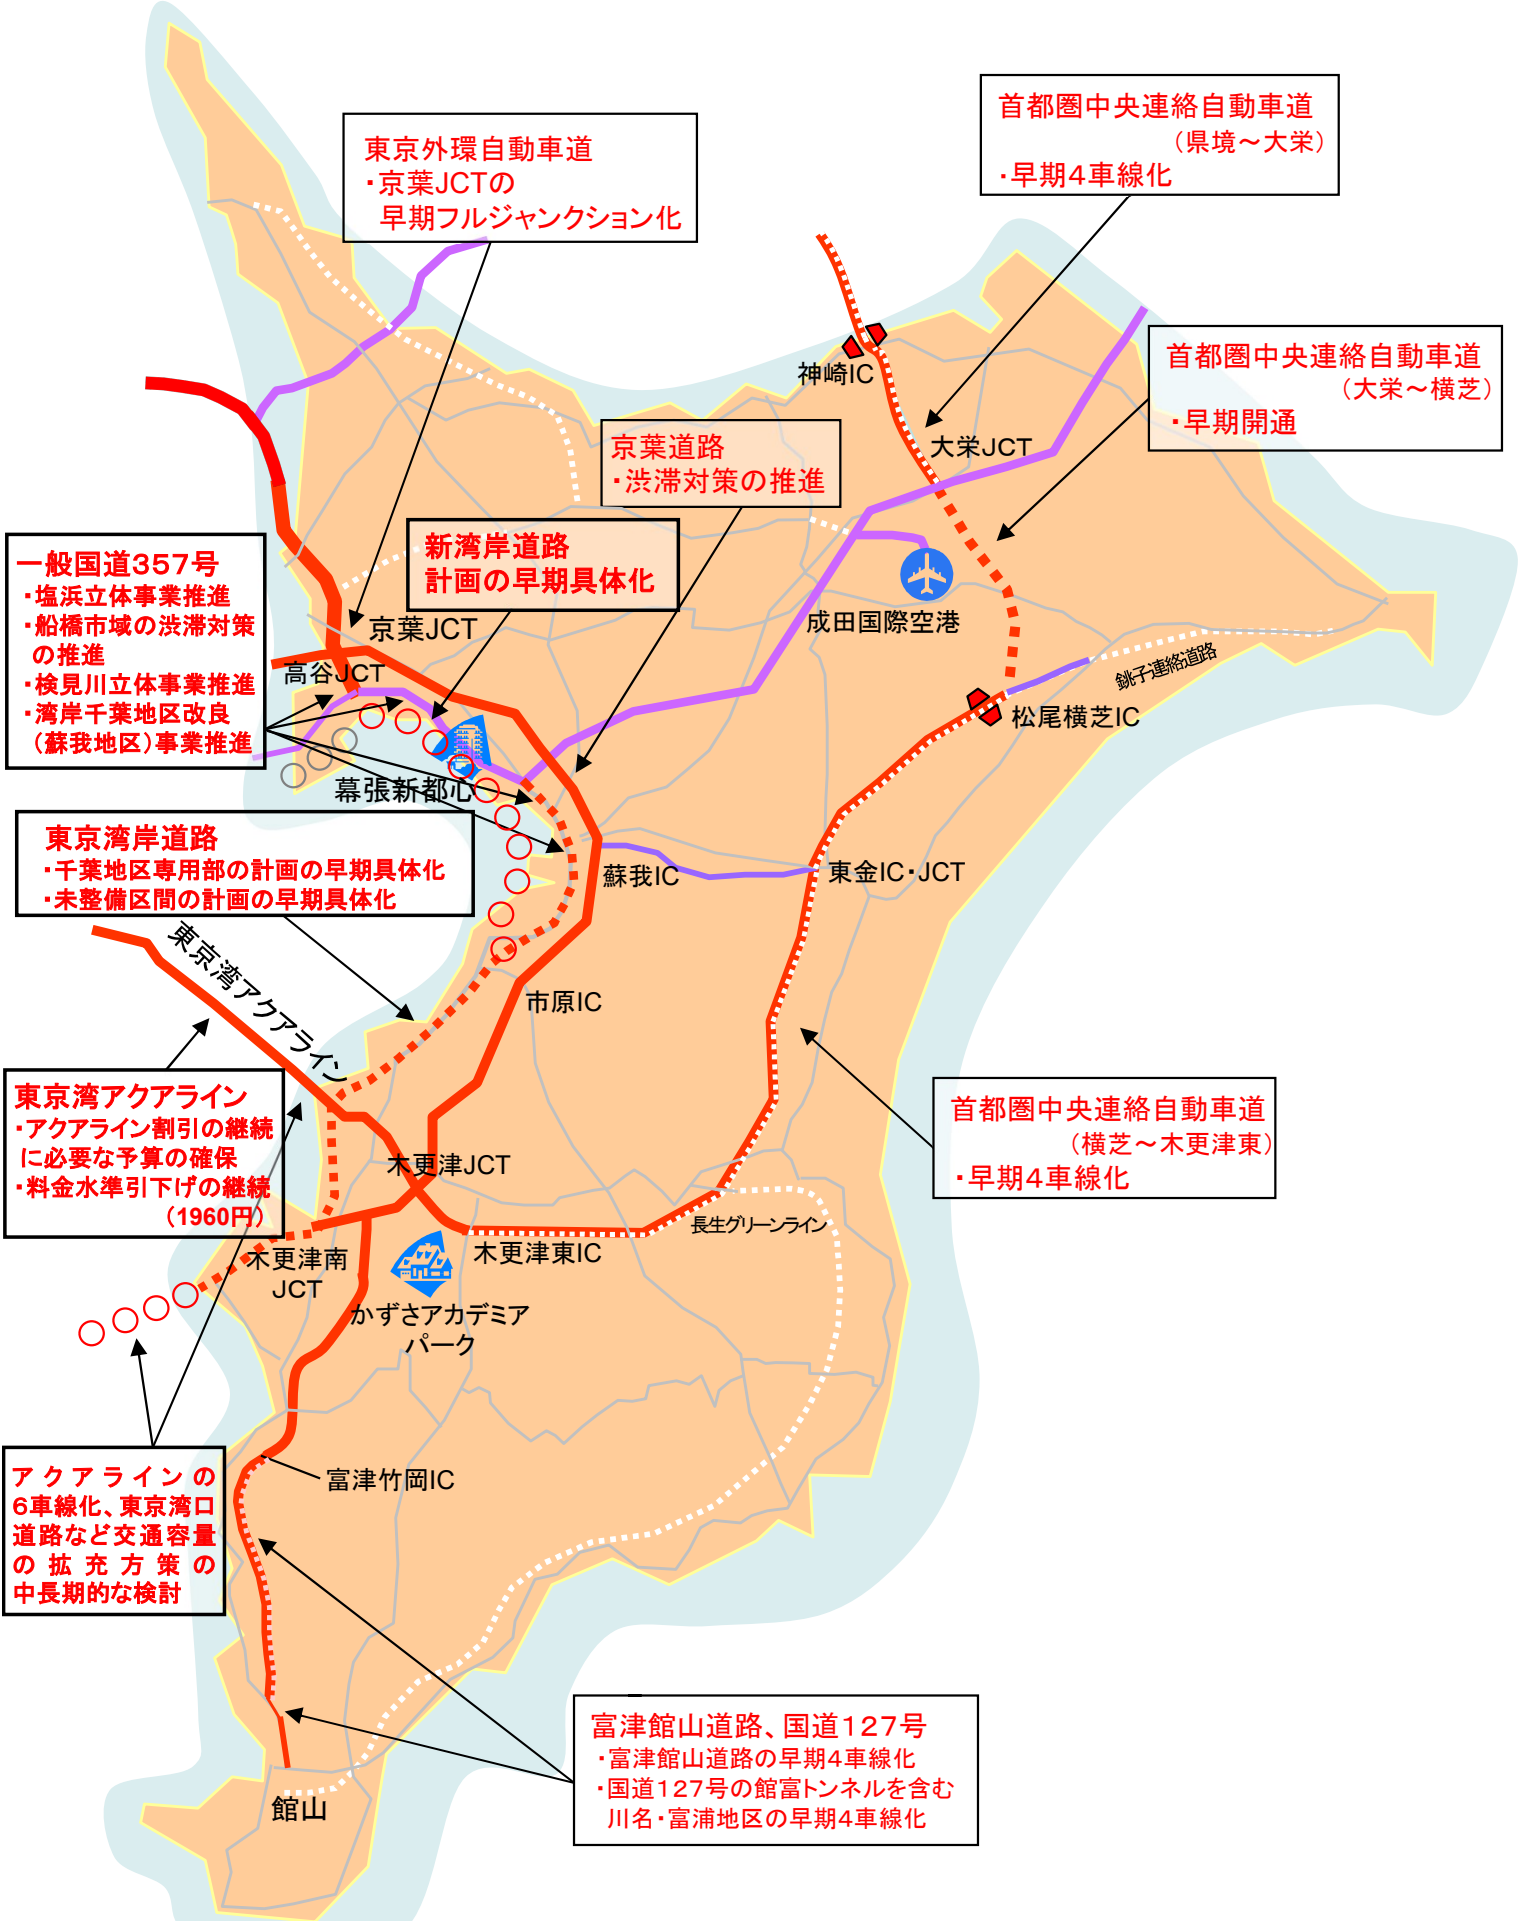 首都圏中央連絡自動車道
（県境～大栄）
・早期４車線化
東京外環自動車道
・京葉JCTの
早期フルジャンクション化
首都圏中央連絡自動車道
（大栄～横芝）
・早期開通
神崎IC
大栄JCT
京葉道路
・渋滞対策の推進
新湾岸道路
計画の早期具体化
一般国道３５７号
・塩浜立体事業推進
・船橋市域の渋滞対策
の推進
・検見川立体事業推進
・湾岸千葉地区改良
（蘇我地区）事業推進
京葉JCT
高谷JCT
成田国際空港
銚子連絡道路
松尾横芝IC
幕張新都心
東京湾岸道路
・千葉地区専用部の計画の早期具体化
・未整備区間の計画の早期具体化
蘇我IC
東金IC・JCT
東京湾アクアライン
市原IC
東京湾アクアライン
・アクアライン割引の継続
に必要な予算の確保
・料金水準引下げの継続
（1960円）
首都圏中央連絡自動車道
（横芝～木更津東）
・早期４車線化
木更津JCT
長生グリーンライン
木更津東IC
木更津南
JCT
かずさアカデミア
パーク
アクアラインの
６車線化、東京湾口
道路など交通容量
の拡充方策の
中長期的な検討
富津竹岡IC
富津館山道路、国道１２７号
・富津館山道路の早期４車線化
・国道１２７号の館富トンネルを含む
川名・富浦地区の早期４車線化
館山